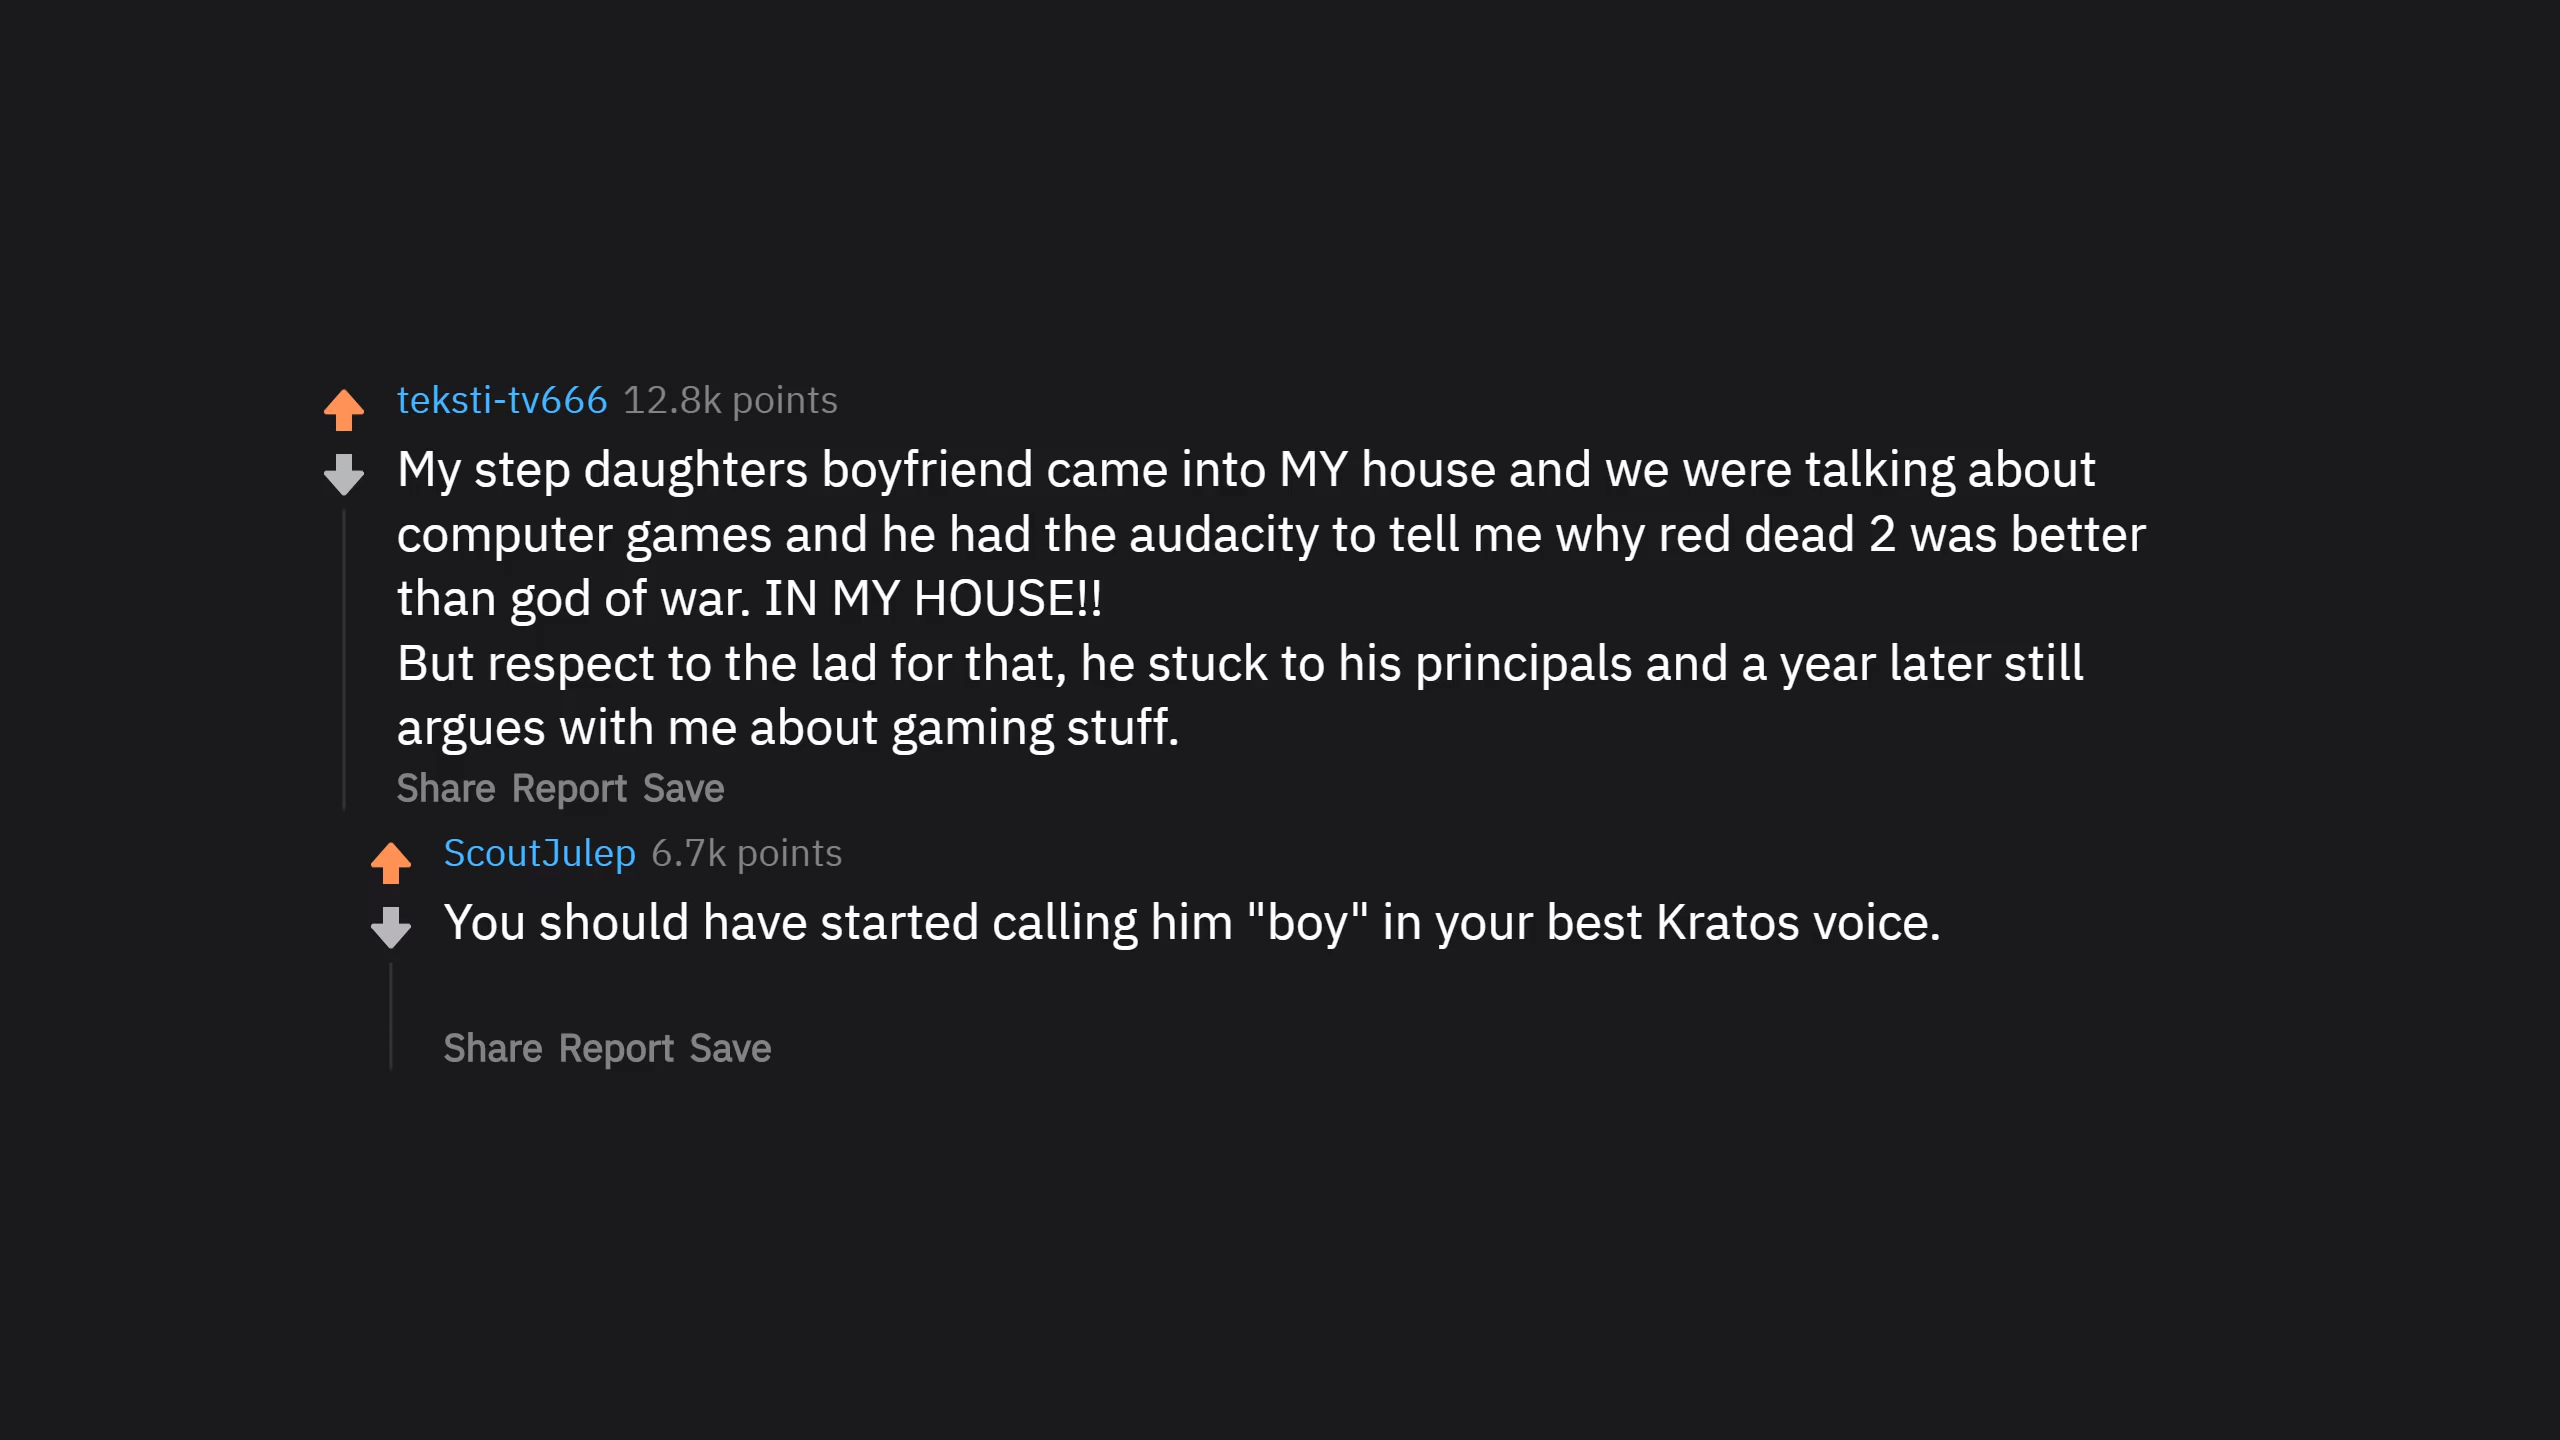 teksti-tv666 12.8k points
My step daughters boyfriend came into MY house and we were talking about
computer games and he had the audacity to tell me why red dead 2 was better
than god of war. IN MY HOUSE!!
But respect to the lad for that, he stuck to his principals and a year later still
argues with me about gaming stuff.
Share Report Save
ScoutJulep 6.7k points
You should have started calling him "boy" in your best Kratos voice.
Share Report Save